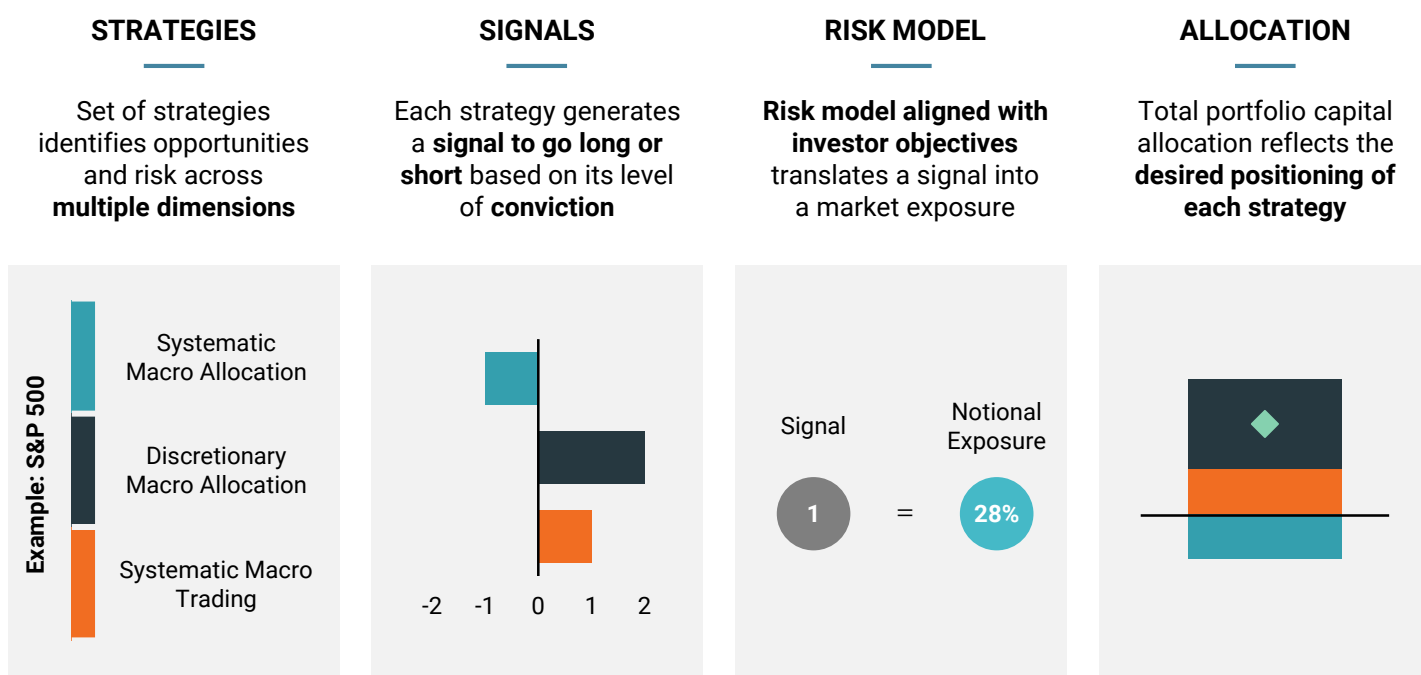 STRATEGIES
Set of strategies
identifies opportunities
and risk across
multiple dimensions
SIGNALS
Each strategy generates
a signal to go long or
short based on its level
of conviction
RISK MODEL
Risk model aligned with
investor objectives
translates a signal into
a market exposure
ALLOCATION
Total portfolio capital
allocation reflects the
desired positioning of
each strategy
Example: S&P 500
Systematic
Macro Allocation
Discretionary
Macro Allocation
Systematic Macro
Trading
-2 -1 0 1 2
Signal
1
=
Notional
Exposure
28%